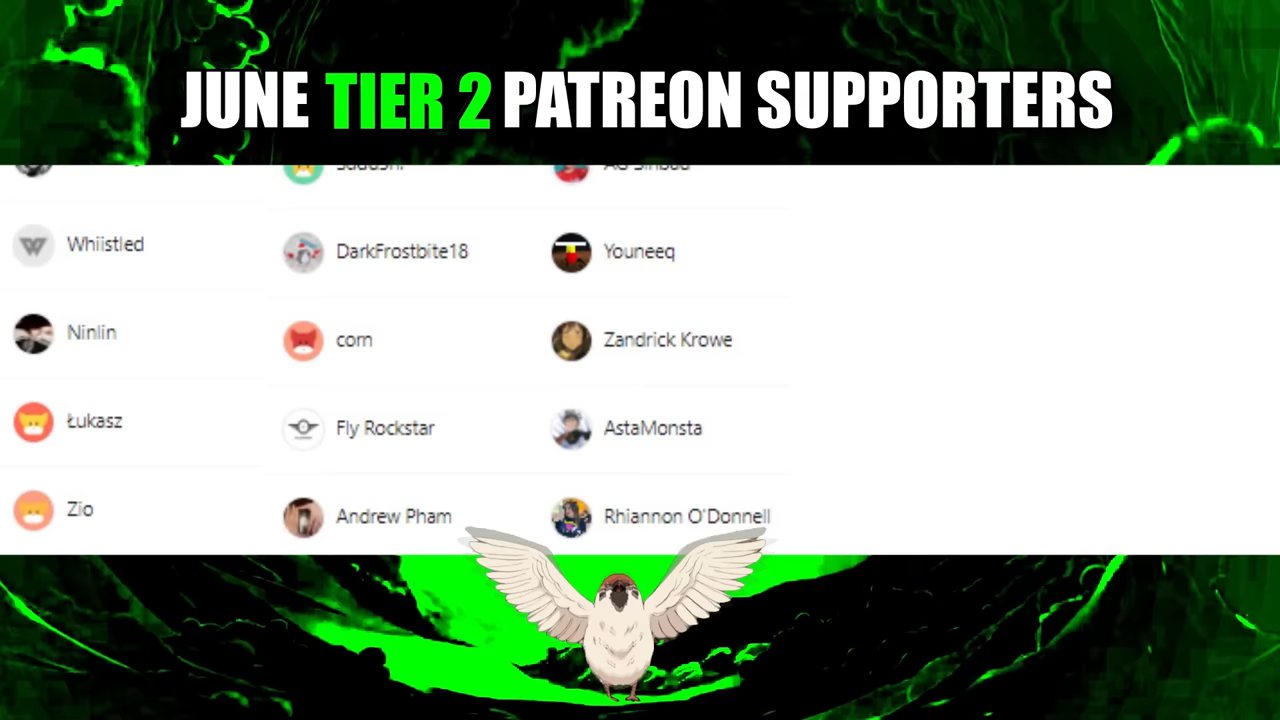 JUNE TIER 2 PATREON SUPPORTERS
Whiistled
Ninlin
Łukasz
Zio
DarkFrostbite18
corn
Fly Rockstar
Andrew Pham
Youneeq
Zandrick Krowe
AstaMonsta
Rhiannon O'Donnell